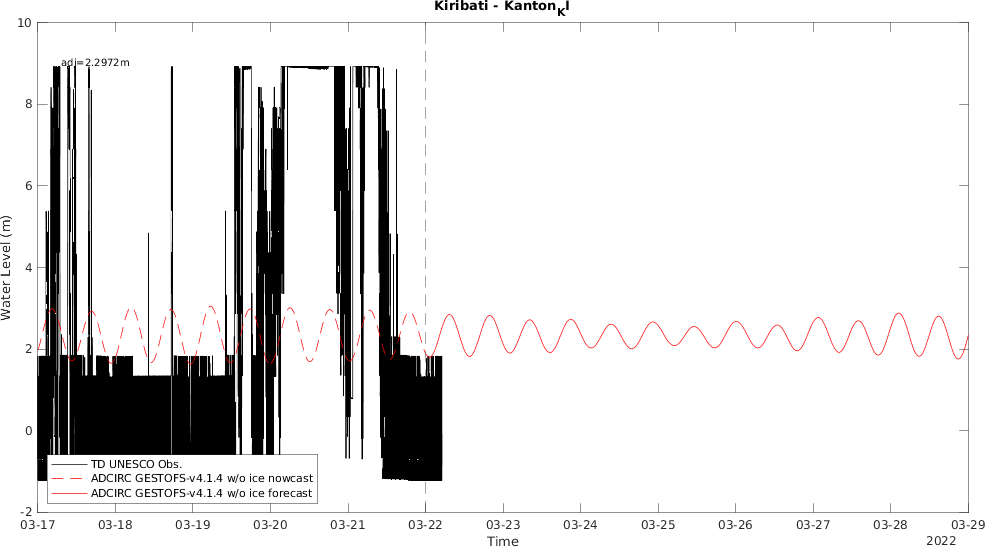 Kiribati - Kanton_KI
adj=2.2972m
10
8
6
4
2
0
-2
Water Level (m)
TD UNESCO Obs.
ADCIRC GESTOFS-v4.1.4 w/o ice nowcast
ADCIRC GESTOFS-v4.1.4 w/o ice forecast
03-17 03-18 03-19 03-20 03-21 03-22 03-23 03-24 03-25 03-26 03-27 03-28 03-29
Time
2022